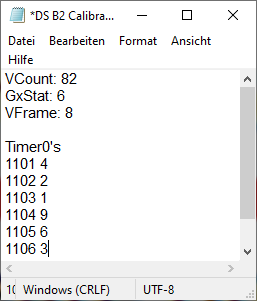 *DS B2 Calibra...
Datei Bearbeiten Format Ansicht
Hilfe
VCount: 82
GxStat: 6
VFrame: 8

Timer0's
1101 4
1102 2
1103 1
1104 9
1105 6
1106 3
10 Windows (CRLF) UTF-8